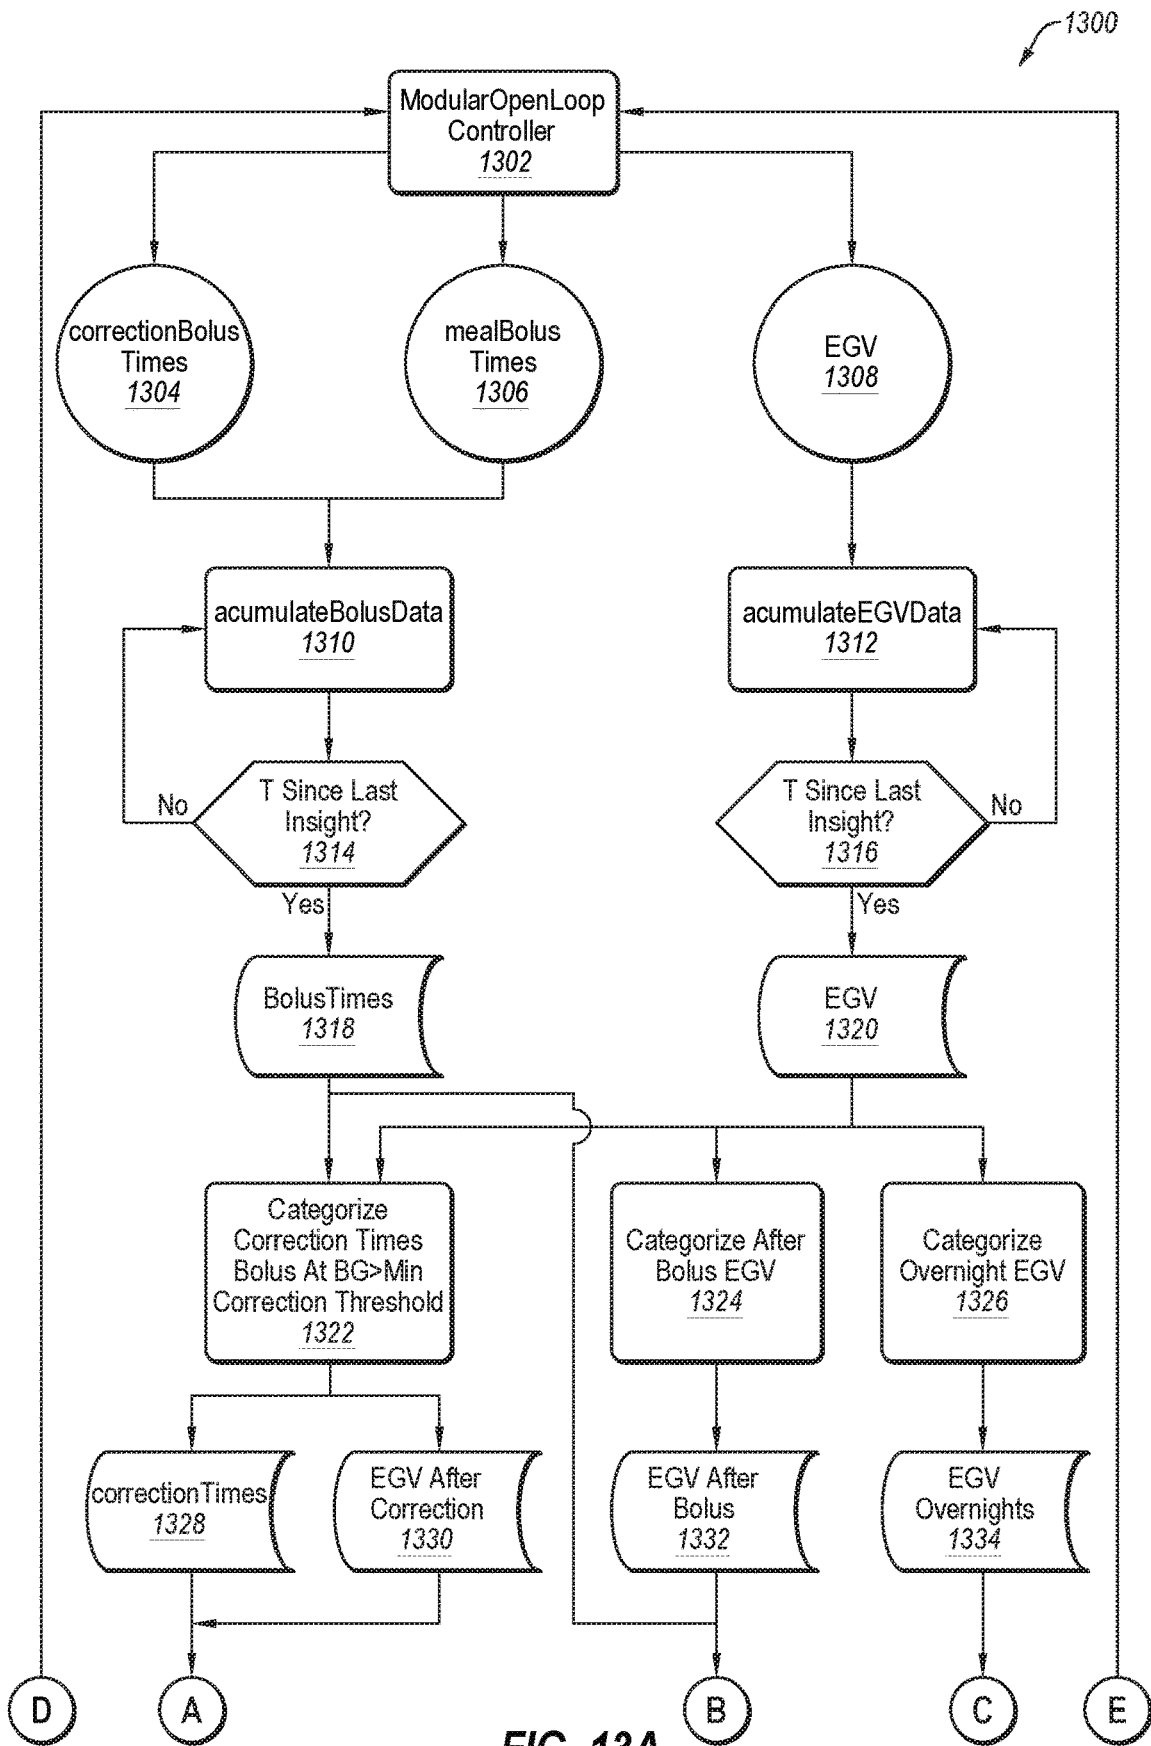 1300
ModularOpenLoop
Controller
1302
correctionBolus
Times
1304
mealBolus
Times
1306
EGV
1308
acumulateBolusData
1310
acumulateEGVData
1312
T Since Last
Insight?
1314
No
Yes
T Since Last
Insight?
1316
No
Yes
BolusTimes
1318
EGV
1320
Categorize
Correction Times
Bolus At BG>Min
Correction Threshold
1322
Categorize After
Bolus EGV
1324
Categorize
Overnight EGV
1326
correctionTimes
1328
EGV After
Correction
1330
EGV After
Bolus
1332
EGV
Overnights
1334
D
A
B
C
E
FIG. 13A